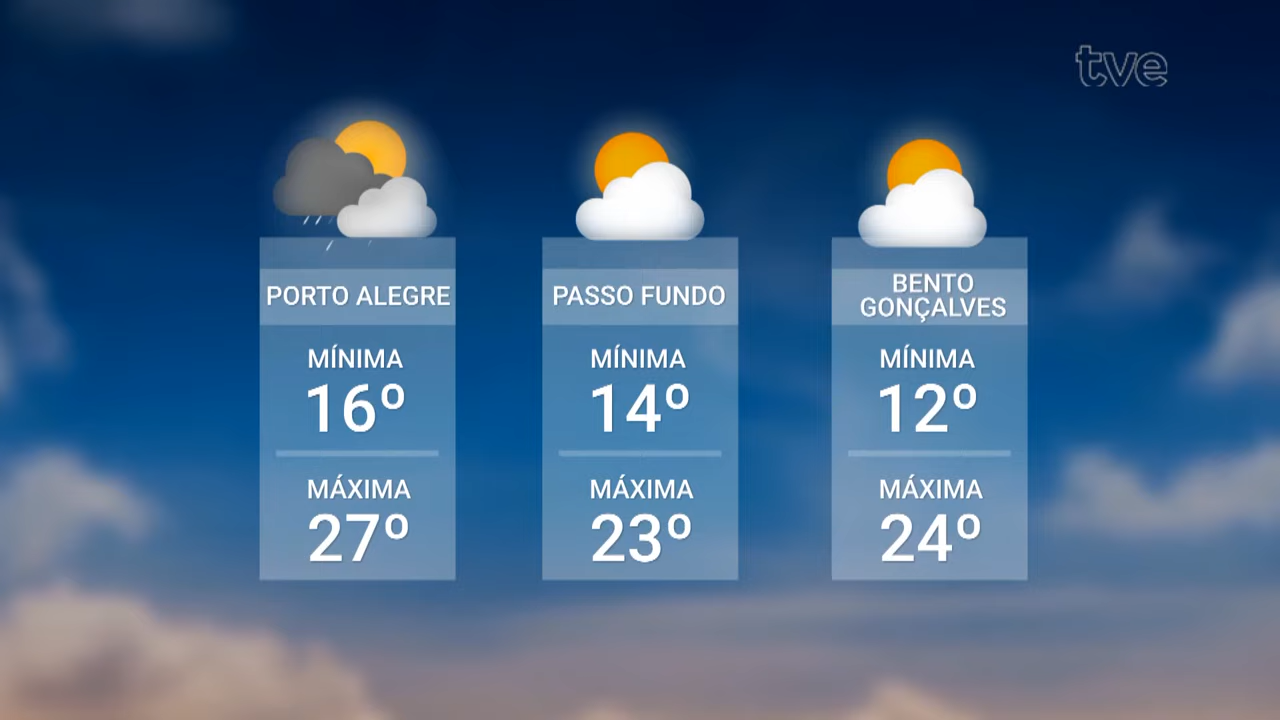 tve
PORTO ALEGRE
MÍNIMA
16º
MÁXIMA
27º
PASSO FUNDO
MÍNIMA
14º
MÁXIMA
23º
BENTO
GONÇALVES
MÍNIMA
12º
MÁXIMA
24º